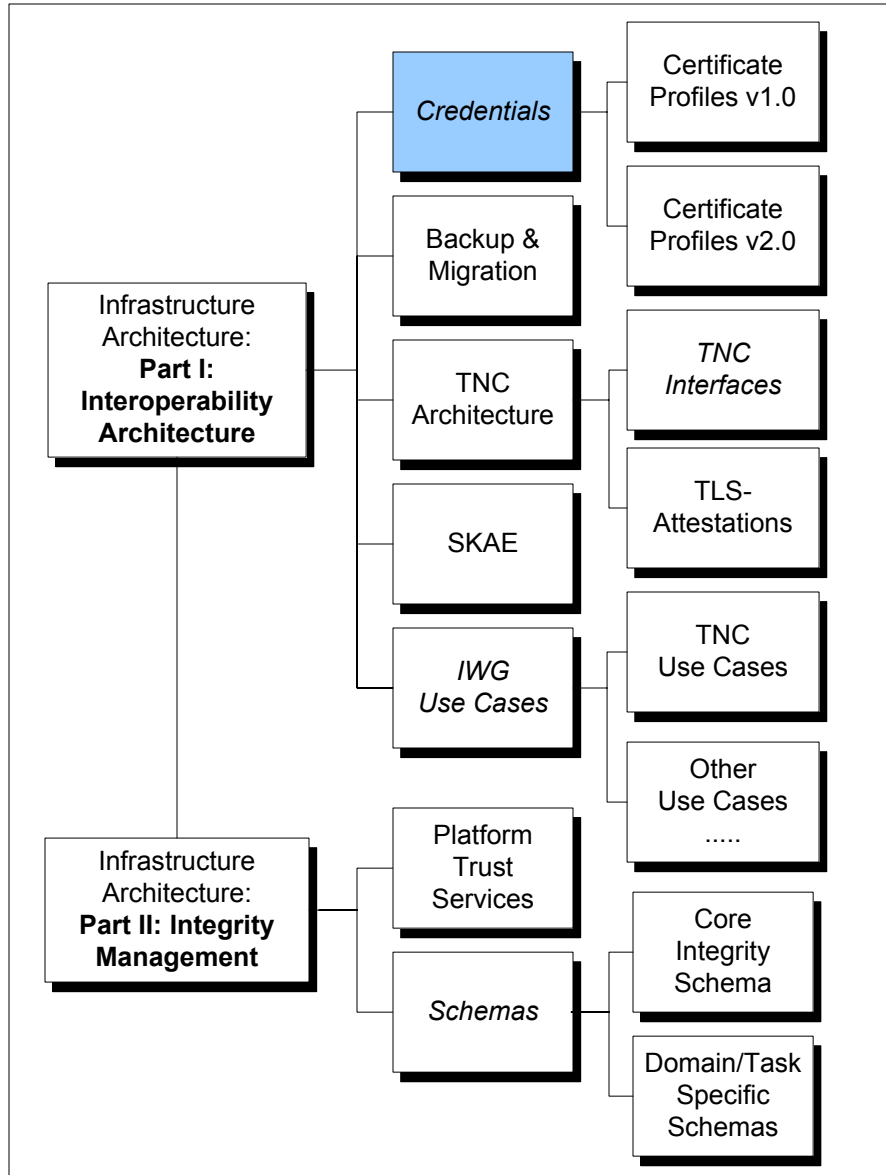 Credentials
Certificate
Profiles v1.0
Certificate
Profiles v2.0
Backup &
Migration
Infrastructure
Architecture:
Part I:
Interoperability
Architecture
TNC
Architecture
TNC
Interfaces
TLS-
Attestations
SKAE
IWG
Use Cases
TNC
Use Cases
Other
Use Cases
.....
Infrastructure
Architecture:
Part II: Integrity
Management
Platform
Trust
Services
Schemas
Core
Integrity
Schema
Domain/Task
Specific
Schemas